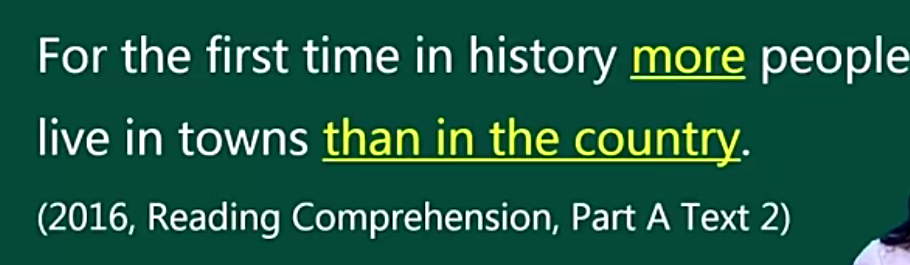 For the first time in history more people
live in towns than in the country.
(2016, Reading Comprehension, Part A Text 2)